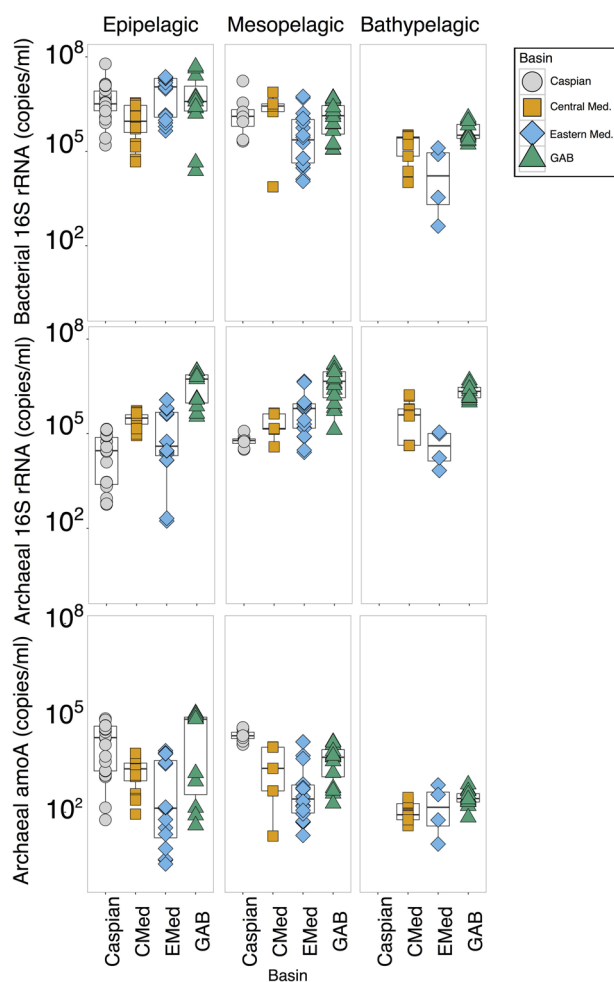 Epipelagic Mesopelagic Bathypelagic
Bacterial 16S rRNA (copies/ml)
10^8
10^5
10^2
Archaeal 16S rRNA (copies/ml)
10^8
10^5
10^2
Archaeal amoA (copies/ml)
10^8
10^5
10^2
Caspian CMed EMed GAB Caspian CMed EMed GAB Caspian CMed EMed GAB
Basin
Basin
Caspian
Central Med.
Eastern Med.
GAB